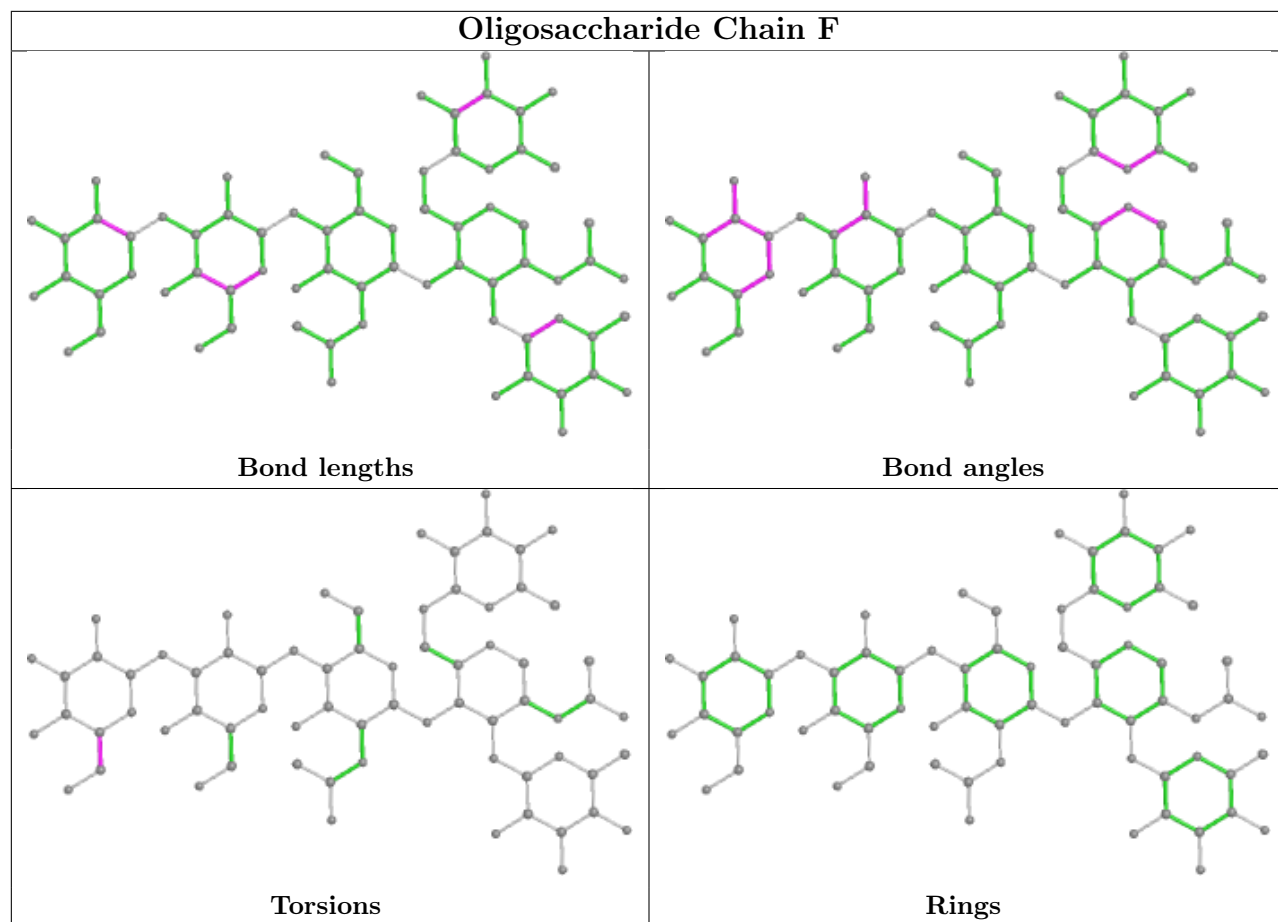 Oligosaccharide Chain F
Bond lengths
Bond angles
Torsions
Rings